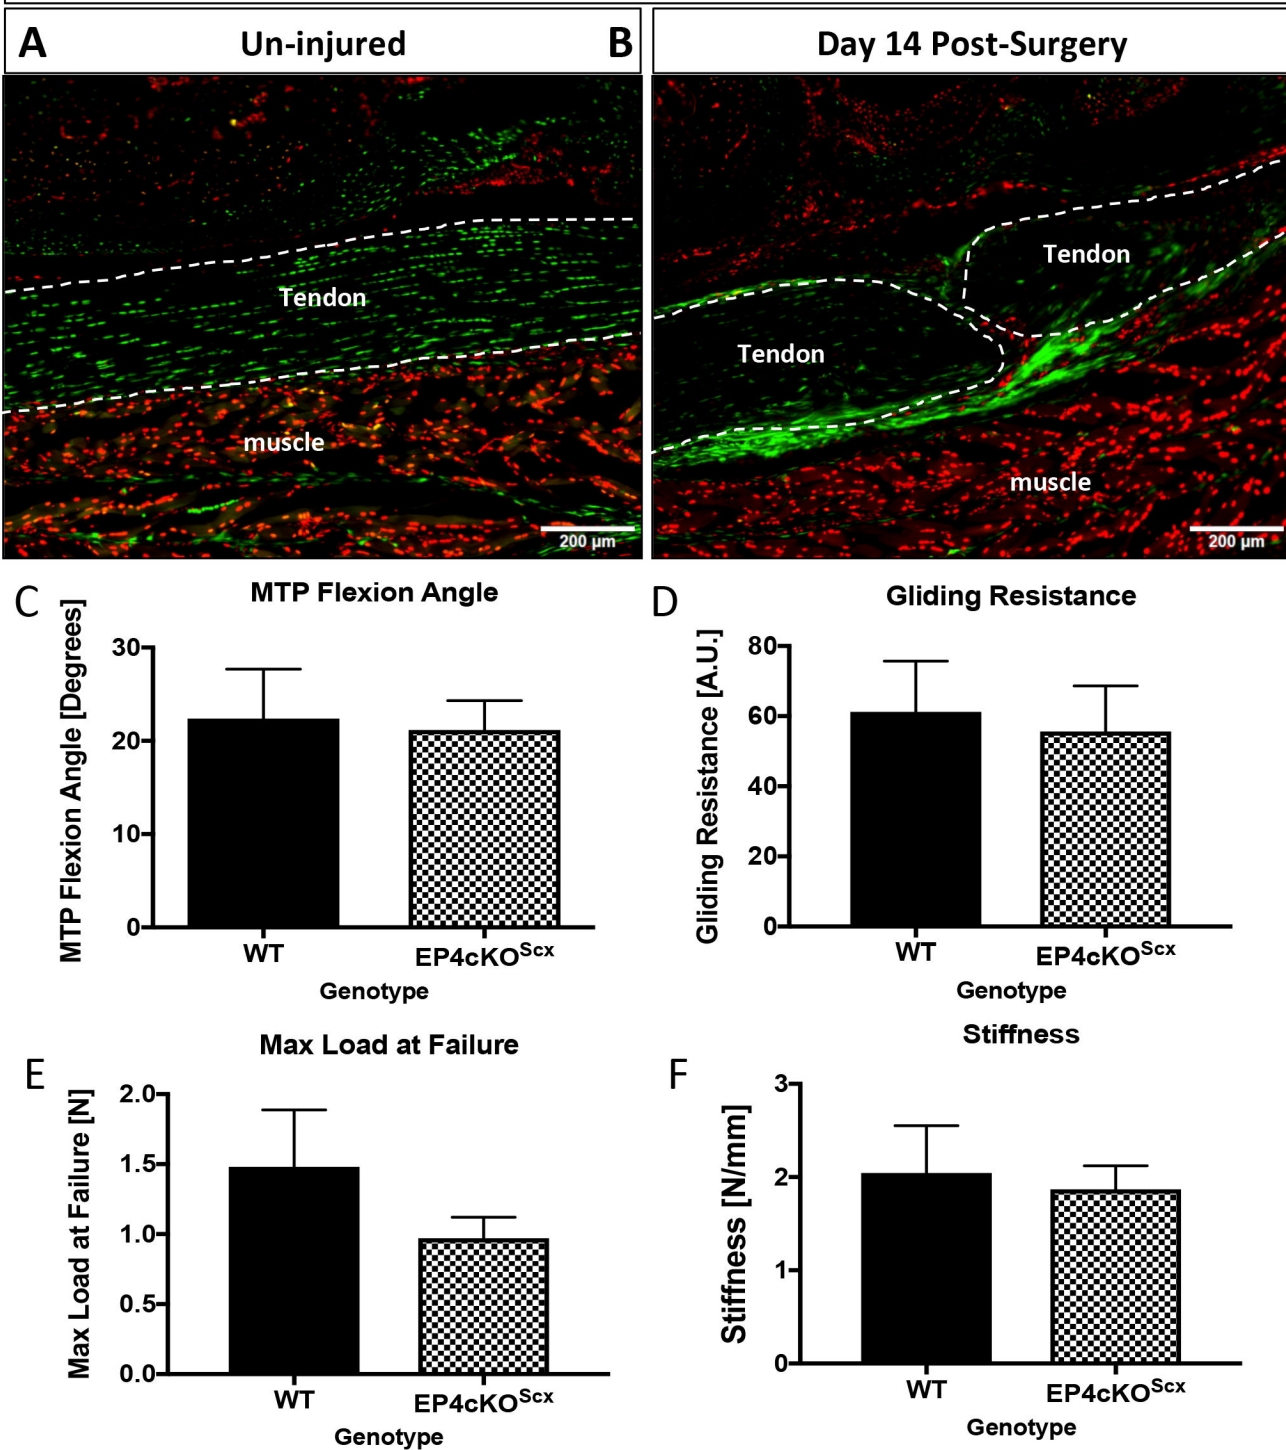 A Un-injured
B Day 14 Post-Surgery
Tendon
muscle
200 µm
Tendon
Tendon
muscle
200 µm
C MTP Flexion Angle
MTP Flexion Angle [Degrees]
30
20
10
0
WT EP4cKOScx
Genotype
D Gliding Resistance
Gliding Resistance [A.U.]
80
60
40
20
0
WT EP4cKOScx
Genotype
E Max Load at Failure
Max Load at Failure [N]
2.0
1.5
1.0
0.5
0.0
WT EP4cKOScx
Genotype
F Stiffness
Stiffness [N/mm]
3
2
1
0
WT EP4cKOScx
Genotype